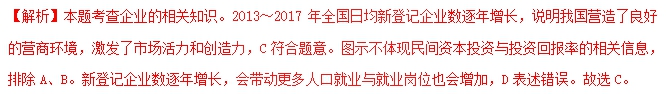 【解析】本题考查企业的相关知识。2013～2017 年全国日均新登记企业数逐年增长，说明我国营造了良好
的营商环境，激发了市场活力和创造力，C 符合题意。图示不体现民间资本投资与投资回报率的相关信息，
排除 A、B。新登记企业数逐年增长，会带动更多人口就业与就业岗位也会增加，D 表述错误。故选 C。